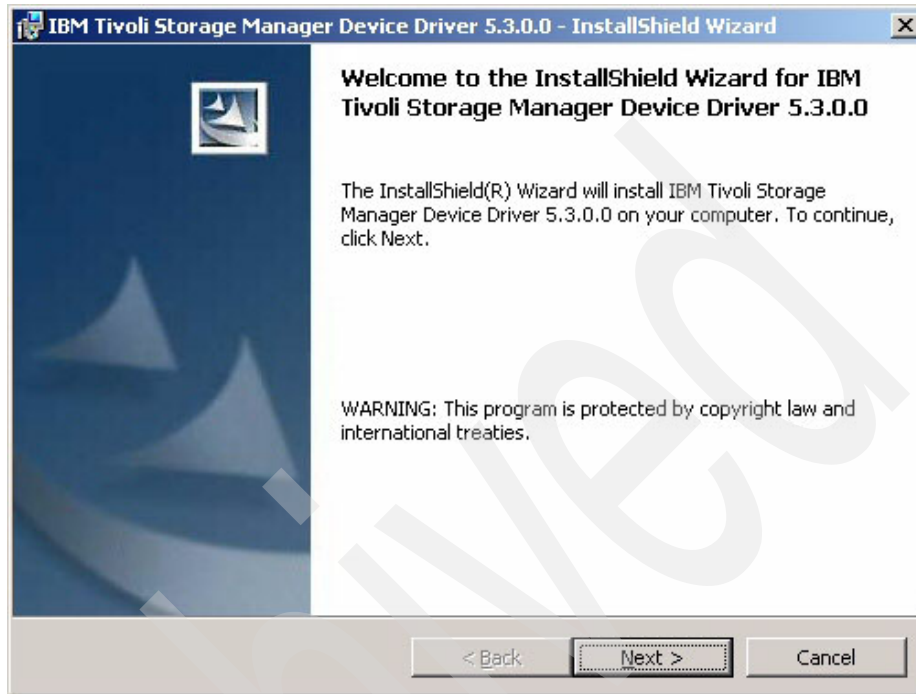 IBM Tivoli Storage Manager Device Driver 5.3.0.0 - InstallShield Wizard
Welcome to the InstallShield Wizard for IBM
Tivoli Storage Manager Device Driver 5.3.0.0
The InstallShield(R) Wizard will install IBM Tivoli Storage
Manager Device Driver 5.3.0.0 on your computer. To continue,
click Next.
WARNING: This program is protected by copyright law and
international treaties.
< Back
Next >
Cancel